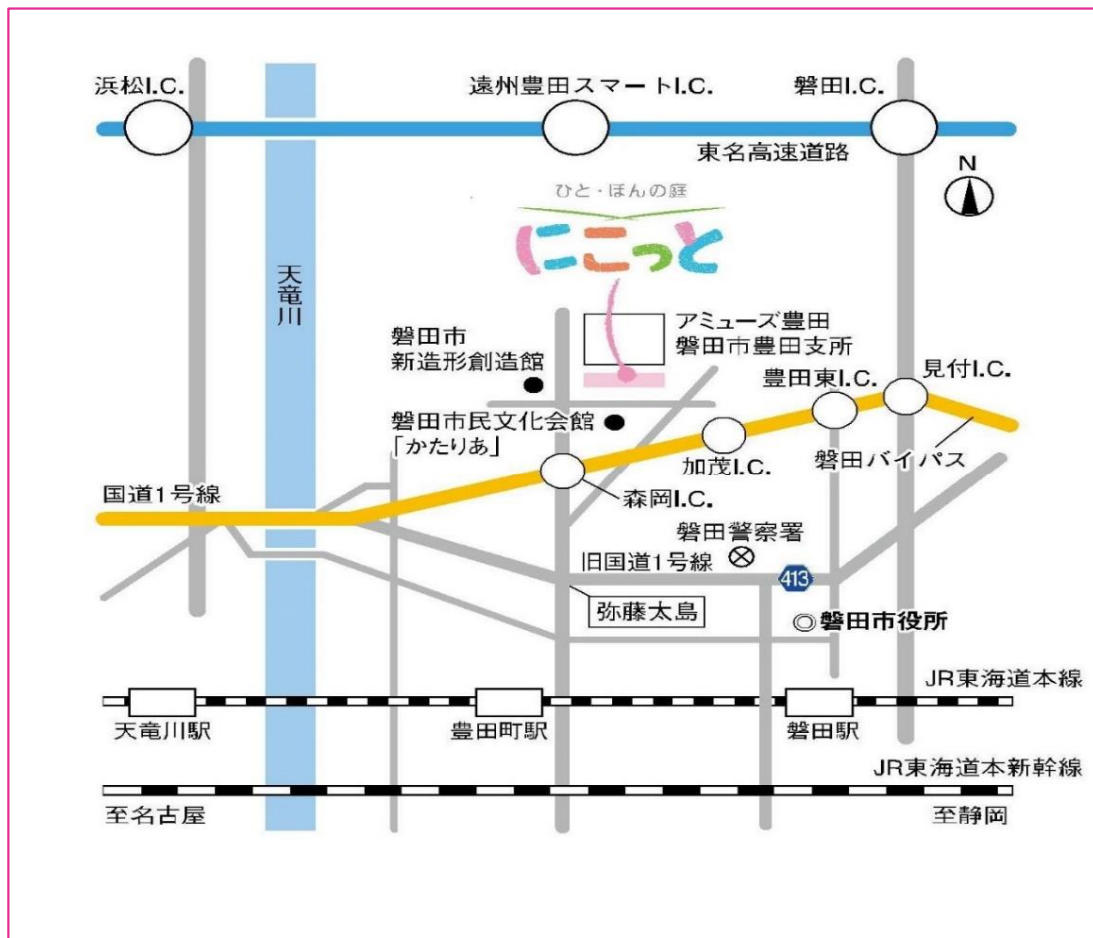 浜松I.C.
遠州豊田スマートI.C.
磐田I.C.
東名高速道路
N
ひと・ほんの庭
にこっと
天竜川
アミューズ豊田
磐田市豊田支所
磐田市
新造形創造館
豊田東I.C.
見付I.C.
磐田市民文化会館
「かたりあ」
加茂I.C.
磐田バイパス
国道1号線
森岡I.C.
磐田警察署
旧国道1号線
413
弥藤太島
磐田市役所
JR東海道本線
天竜川駅
豊田町駅
磐田駅
JR東海道本新幹線
至名古屋
至静岡